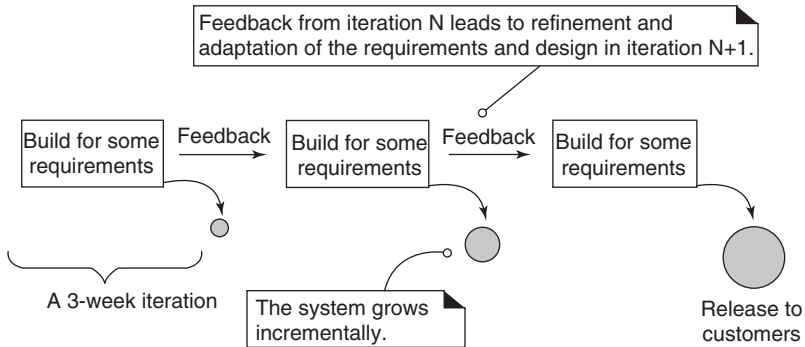 Feedback from iteration N leads to refinement and
adaptation of the requirements and design in iteration N+1.
Build for some
requirements
Feedback
Build for some
requirements
Feedback
Build for some
requirements
A 3-week iteration
The system grows
incrementally.
Release to
customers